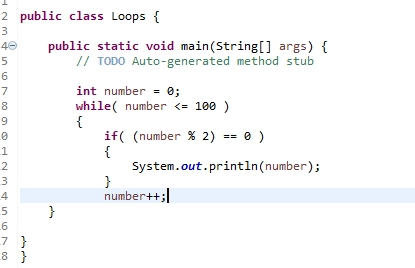 1
2 public class Loops {
3
4 public static void main(String[] args) {
5 // TODO Auto-generated method stub
6
7 int number = 0;
8 while( number <= 100 )
9 {
.0 if( (number % 2) == 0 )
.1 {
.2 System.out.println(number);
.3 }
.4 number++;
.5 }
.7 }
.8 }